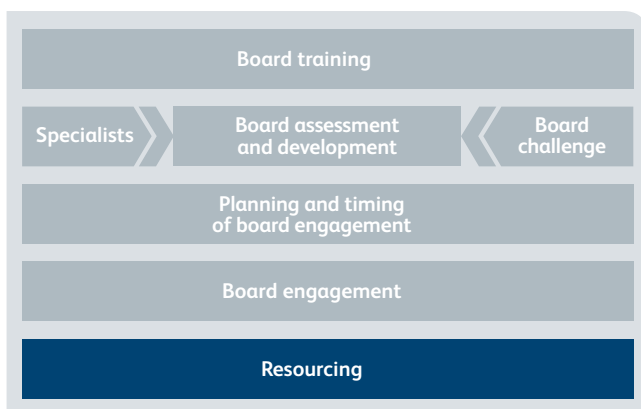 Board training
Specialists
Board assessment
and development
Board
challenge
Planning and timing
of board engagement
Board engagement
Resourcing